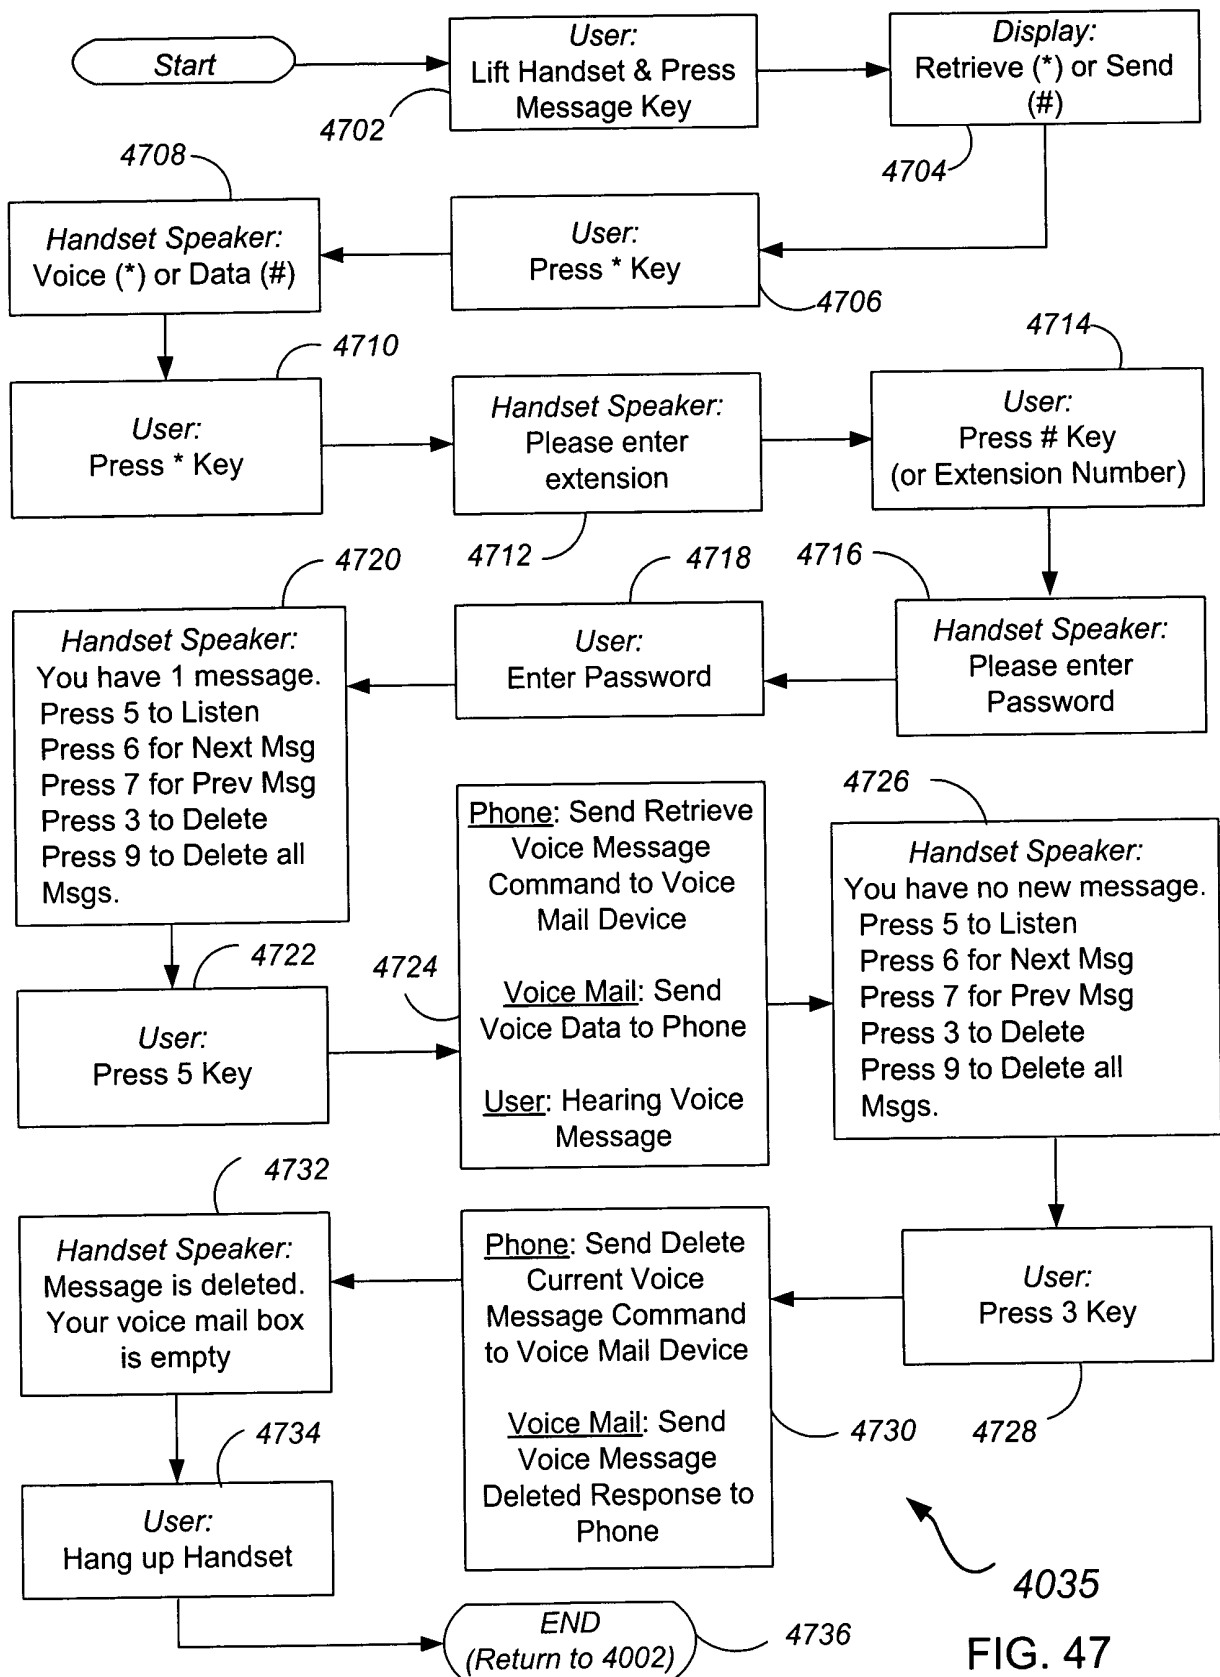 Start
User:
Lift Handset & Press
Message Key
4702
Display:
Retrieve (*) or Send
(#)
4704
User:
Press * Key
4706
4708
Handset Speaker:
Voice (*) or Data (#)
4710
User:
Press * Key
Handset Speaker:
Please enter
extension
4712
4714
User:
Press # Key
(or Extension Number)
4716
Handset Speaker:
Please enter
Password
4718
User:
Enter Password
4720
Handset Speaker:
You have 1 message.
Press 5 to Listen
Press 6 for Next Msg
Press 7 for Prev Msg
Press 3 to Delete
Press 9 to Delete all
Msgs.
4722
User:
Press 5 Key
4724
Phone: Send Retrieve
Voice Message
Command to Voice
Mail Device
Voice Mail: Send
Voice Data to Phone
User: Hearing Voice
Message
4726
Handset Speaker:
You have no new message.
Press 5 to Listen
Press 6 for Next Msg
Press 7 for Prev Msg
Press 3 to Delete
Press 9 to Delete all
Msgs.
User:
Press 3 Key
4728
Phone: Send Delete
Current Voice
Message Command
to Voice Mail Device
Voice Mail: Send
Voice Message
Deleted Response to
Phone
4730
4732
Handset Speaker:
Message is deleted.
Your voice mail box
is empty
4734
User:
Hang up Handset
END
(Return to 4002)
4736
4035
FIG. 47